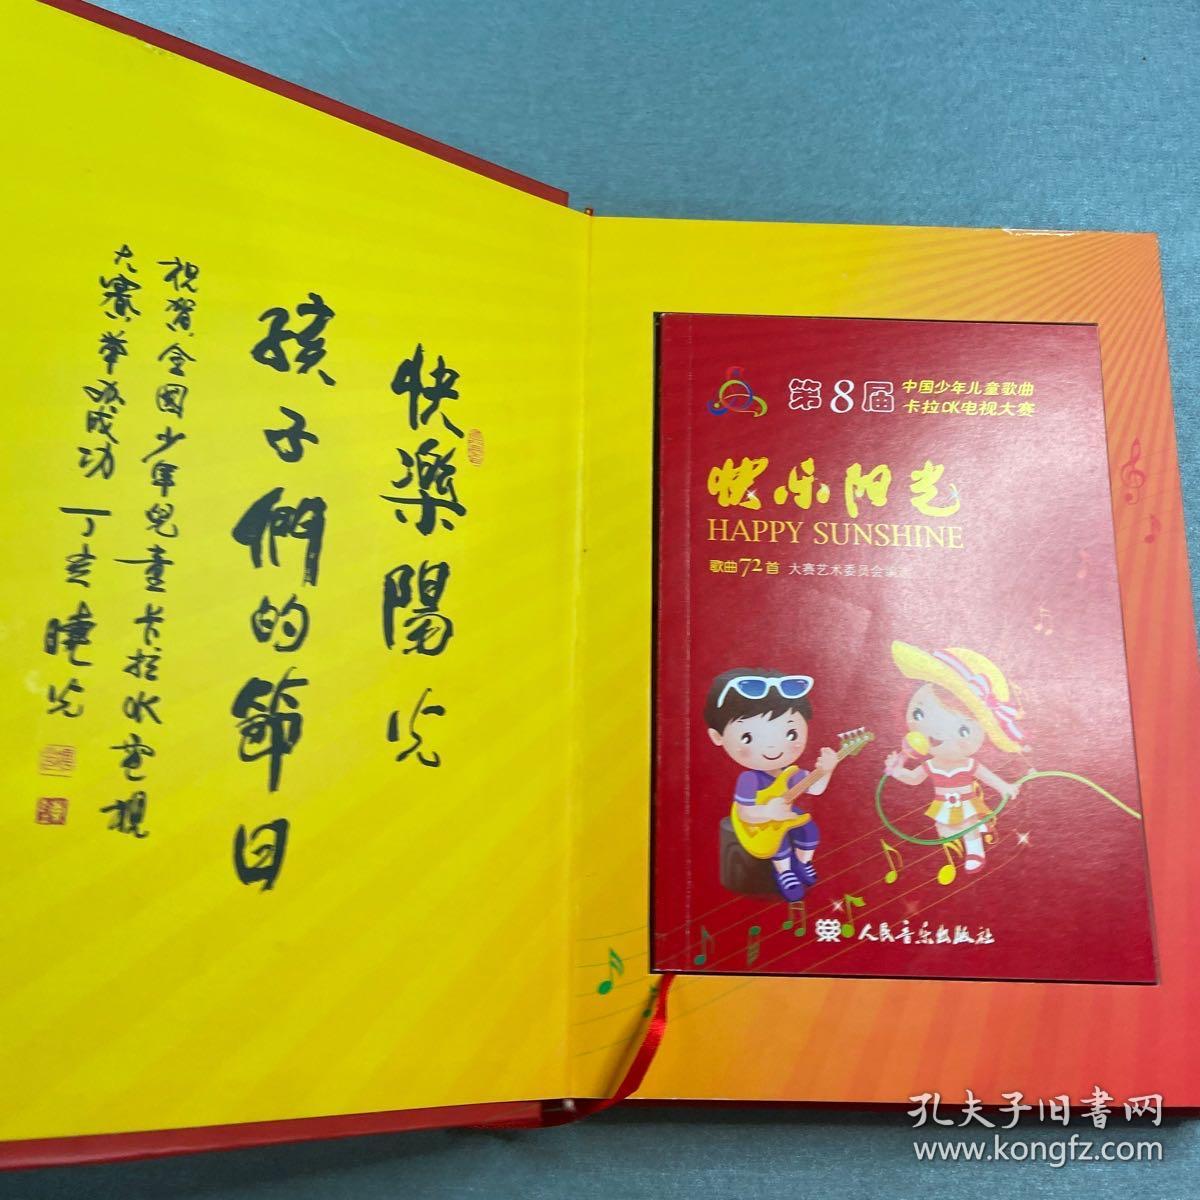 快樂陽光
孩子們的節日
祝賀全國少年兒童卡拉OK電視
大賽舉辦成功 丁亥 曉光
第8届
中国少年儿童歌曲
卡拉OK电视大赛
快乐阳光
HAPPY SUNSHINE
歌曲72首 大赛艺术委员会编选
人民音乐出版社
孔夫子旧书网
www.kongfz.com